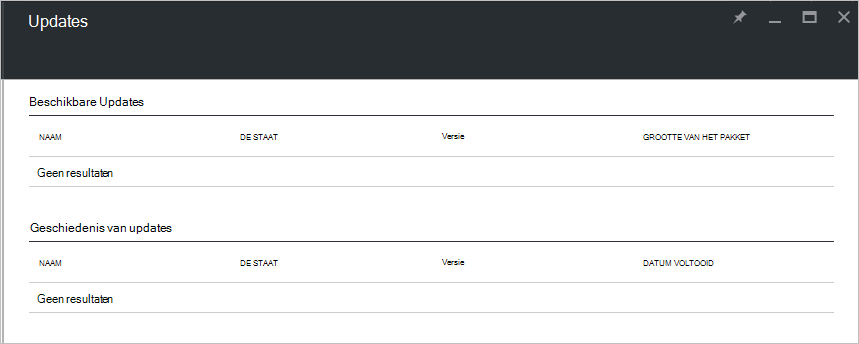 Updates
Beschikbare Updates
NAAM DE STAAT Versie GROOTTE VAN HET PAKKET
Geen resultaten
Geschiedenis van updates
NAAM DE STAAT Versie DATUM VOLTOOID
Geen resultaten